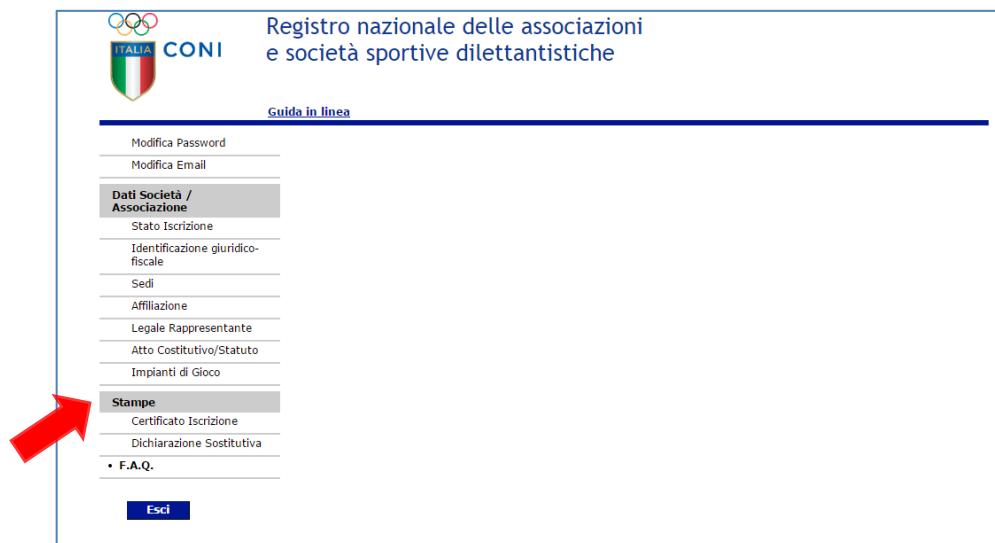 ITALIA
CONI
Registro nazionale delle associazioni
e società sportive dilettantistiche
Guida in linea
Modifica Password
Modifica Email
Dati Società /
Associazione
Stato Iscrizione
Identificazione giuridico-
fiscale
Sedi
Affiliazione
Legale Rappresentante
Atto Costitutivo/Statuto
Impianti di Gioco
Stampe
Certificato Iscrizione
Dichiarazione Sostitutiva
• F.A.Q.
Esci